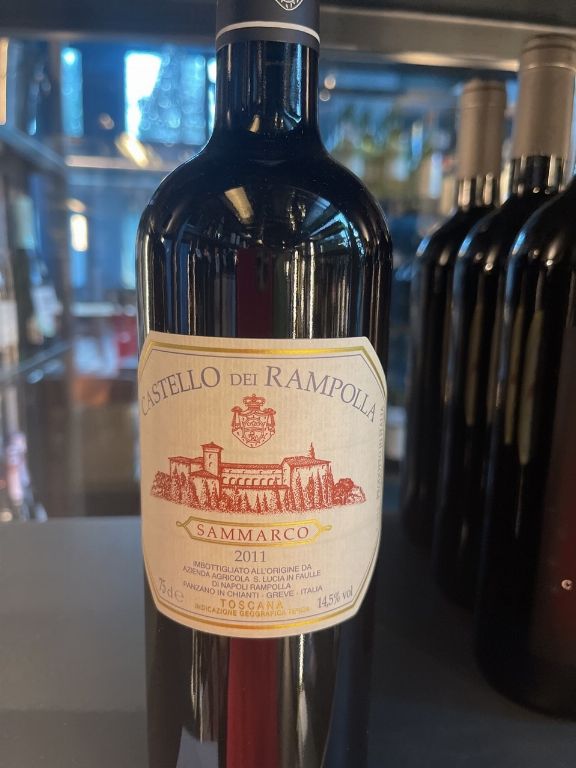 CASTELLO DEI RAMPOLLA
SAMMARCO
2011
IMBOTTIGLIATO ALL'ORIGINE DA
AZIENDA AGRICOLA S. LUCIA IN FAULLE
DI NAPOLI RAMPOLLA
PANZANO IN CHIANTI - GREVE - ITALIA
75 cl e
TOSCANA
14,5% vol
INDICAZIONE GEOGRAFICA TIPICA